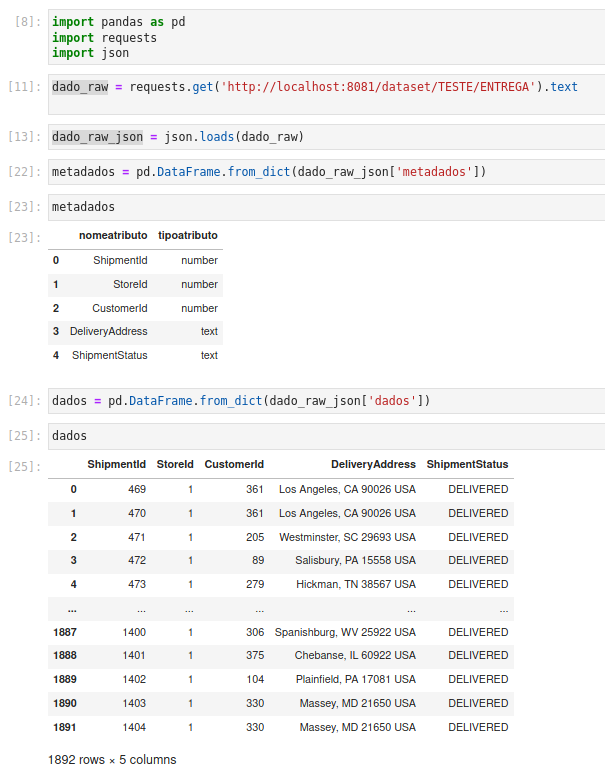 [8]: import pandas as pd
import requests
import json
[11]: dado_raw = requests.get('http://localhost:8081/dataset/TESTE/ENTREGA').text
[13]: dado_raw_json = json.loads(dado_raw)
[22]: metadados = pd.DataFrame.from_dict(dado_raw_json['metadados'])
[23]: metadados
[23]: nomeatributo tipoatributo
0 ShipmentId number
1 StoreId number
2 CustomerId number
3 DeliveryAddress text
4 ShipmentStatus text
[24]: dados = pd.DataFrame.from_dict(dado_raw_json['dados'])
[25]: dados
[25]: ShipmentId StoreId CustomerId DeliveryAddress ShipmentStatus
0 469 1 361 Los Angeles, CA 90026 USA DELIVERED
1 470 1 361 Los Angeles, CA 90026 USA DELIVERED
2 471 1 205 Westminster, SC 29693 USA DELIVERED
3 472 1 89 Salisbury, PA 15558 USA DELIVERED
4 473 1 279 Hickman, TN 38567 USA DELIVERED
... ... ... ... ... ...
1887 1400 1 306 Spanishburg, WV 25922 USA DELIVERED
1888 1401 1 375 Chebanse, IL 60922 USA DELIVERED
1889 1402 1 104 Plainfield, PA 17081 USA DELIVERED
1890 1403 1 330 Massey, MD 21650 USA DELIVERED
1891 1404 1 330 Massey, MD 21650 USA DELIVERED
1892 rows × 5 columns